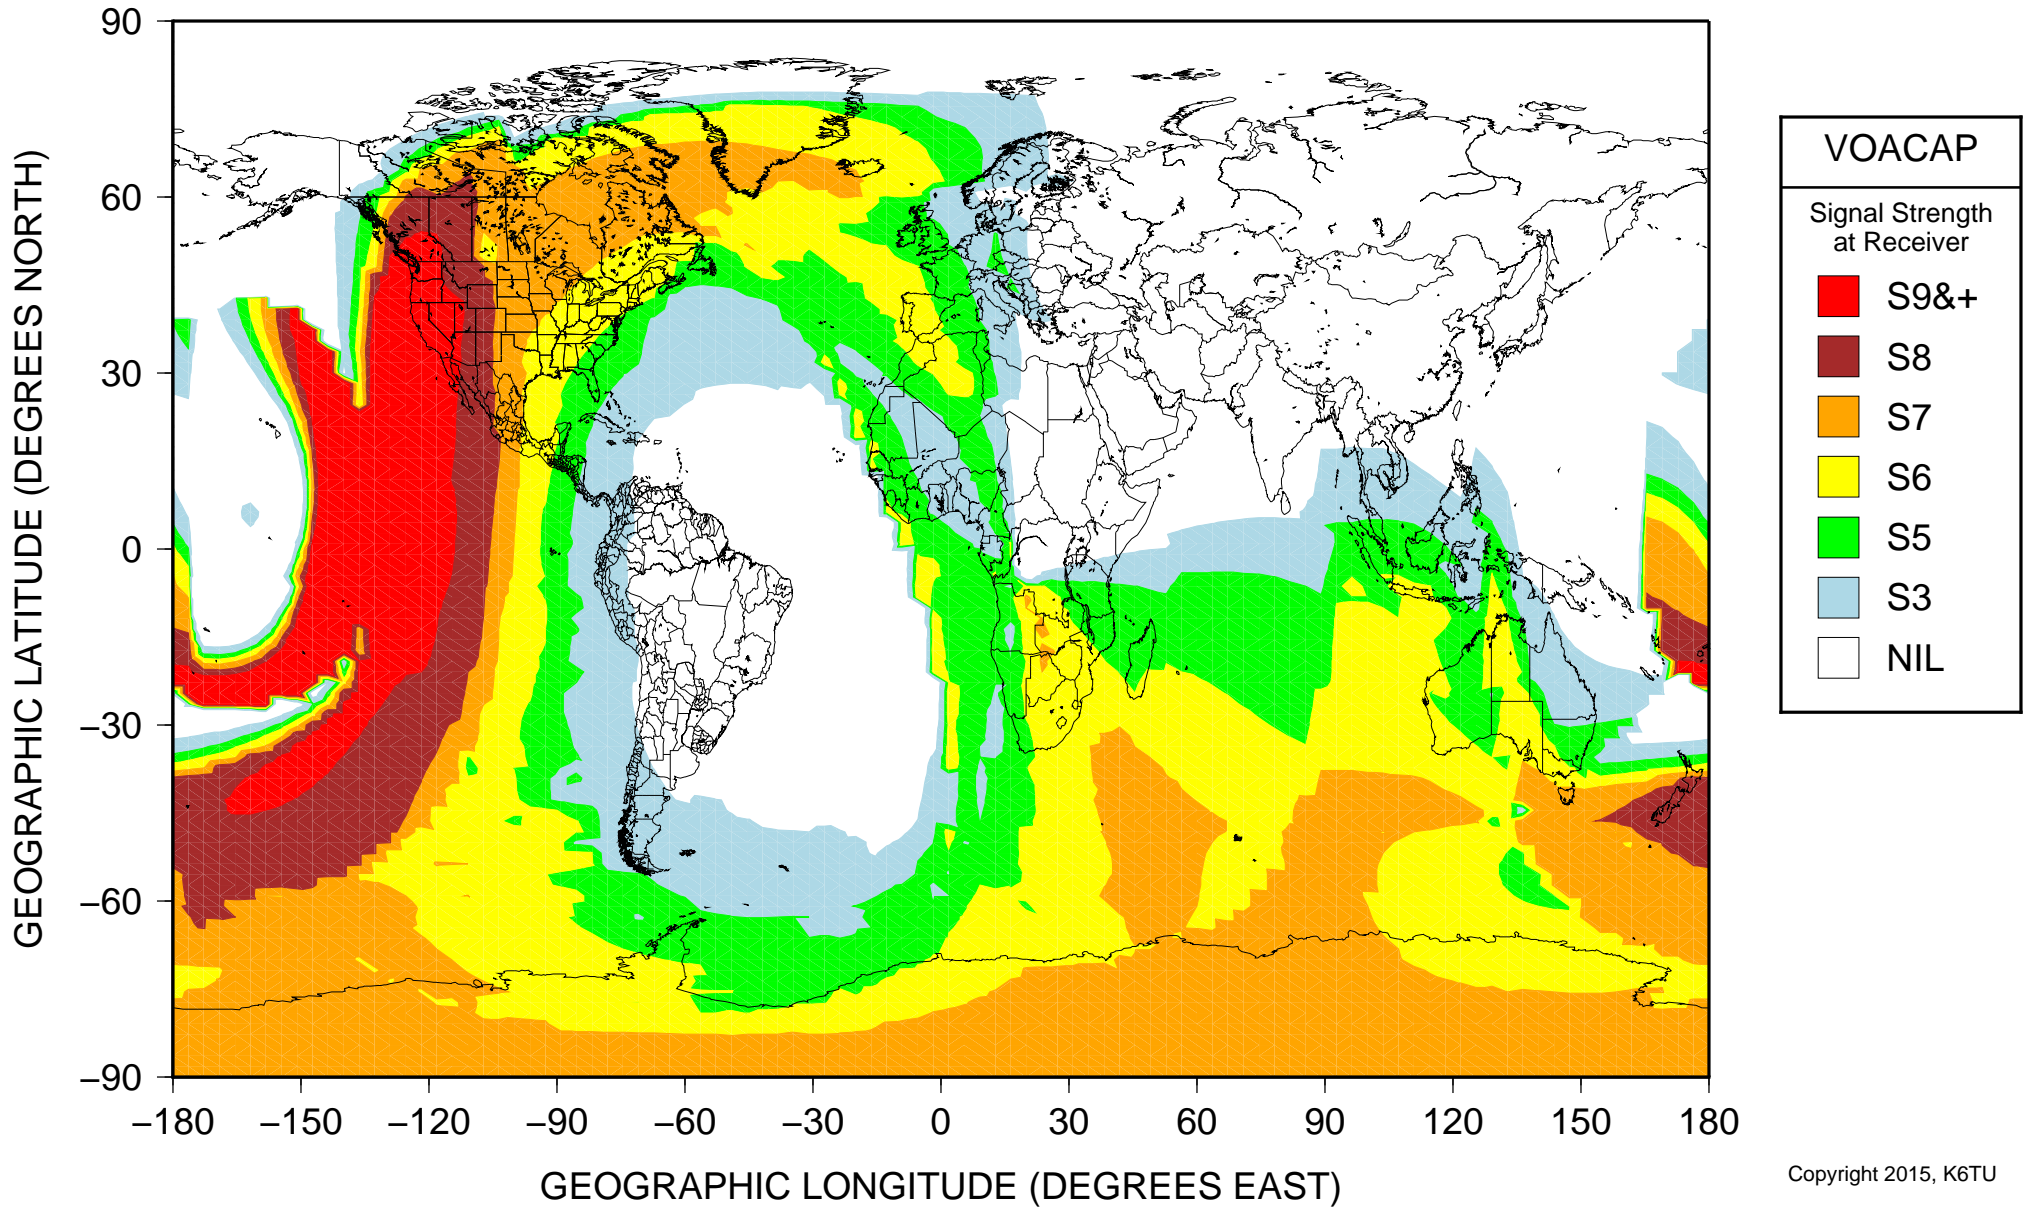 90
60
30
0
−30
−60
−90
GEOGRAPHIC LATITUDE (DEGREES NORTH)
−180 −150 −120 −90 −60 −30 0 30 60 90 120 150 180
GEOGRAPHIC LONGITUDE (DEGREES EAST)
VOACAP
Signal Strength
at Receiver
S9&+
S8
S7
S6
S5
S3
NIL
Copyright 2015, K6TU